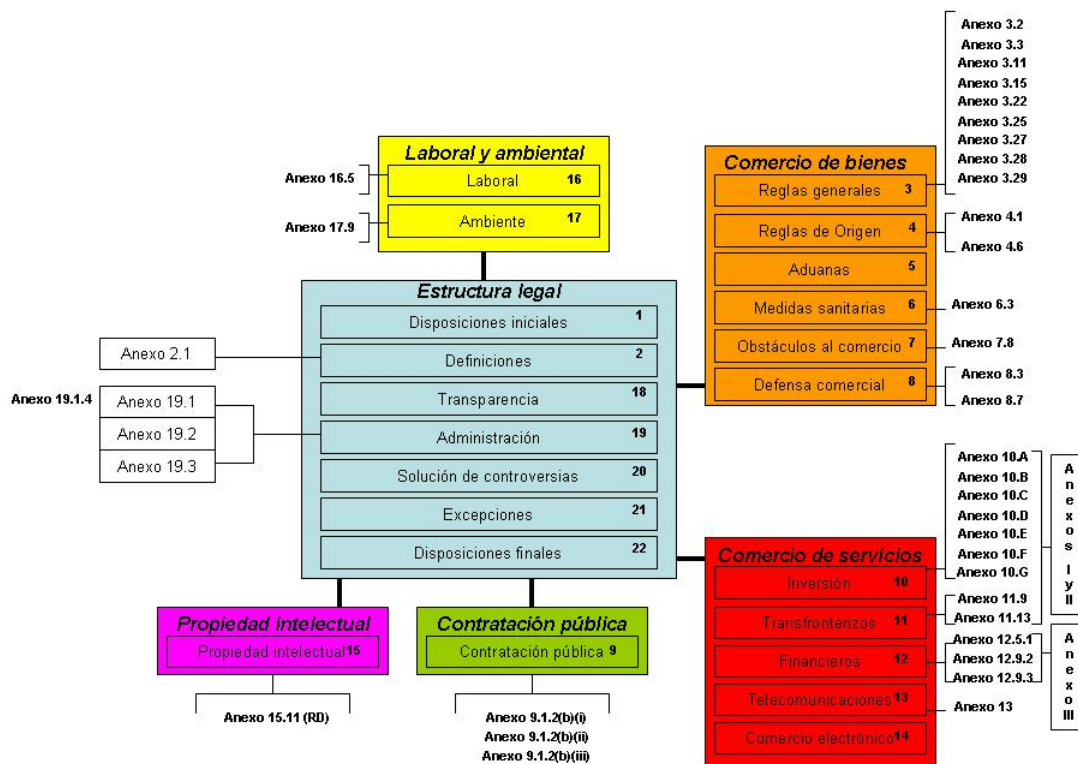 Anexo 3.2
Anexo 3.3
Anexo 3.11
Anexo 3.15
Anexo 3.22
Anexo 3.25
Anexo 3.27
Anexo 3.28
Anexo 3.29
Laboral y ambiental
Anexo 16.5
Laboral 16
Anexo 17.9
Ambiente 17
Comercio de bienes
Reglas generales 3
Reglas de Origen 4
Anexo 4.1
Anexo 4.6
Aduanas 5
Medidas sanitarias 6
Anexo 6.3
Obstáculos al comercio 7
Anexo 7.8
Defensa comercial 8
Anexo 8.3
Anexo 8.7
Estructura legal
Disposiciones iniciales 1
Anexo 2.1
Definiciones 2
Transparencia 18
Anexo 19.1.4
Anexo 19.1
Anexo 19.2
Anexo 19.3
Administración 19
Solución de controversias 20
Excepciones 21
Disposiciones finales 22
Comercio de servicios
Inversión 10
Anexo 10.A
Anexo 10.B
Anexo 10.C
Anexo 10.D
Anexo 10.E
Anexo 10.F
Anexo 10.G
Transfronterizos 11
Anexo 11.9
Anexo 11.13
Anexos I y II
Financieros 12
Anexo 12.5.1
Anexo 12.9.2
Anexo 12.9.3
Anexo III
Telecomunicaciones 13
Anexo 13
Comercio electrónico 14
Propiedad intelectual
Propiedad intelectual 15
Anexo 15.11 (RD)
Contratación pública
Contratación pública 9
Anexo 9.1.2(b)(i)
Anexo 9.1.2(b)(ii)
Anexo 9.1.2(b)(iii)